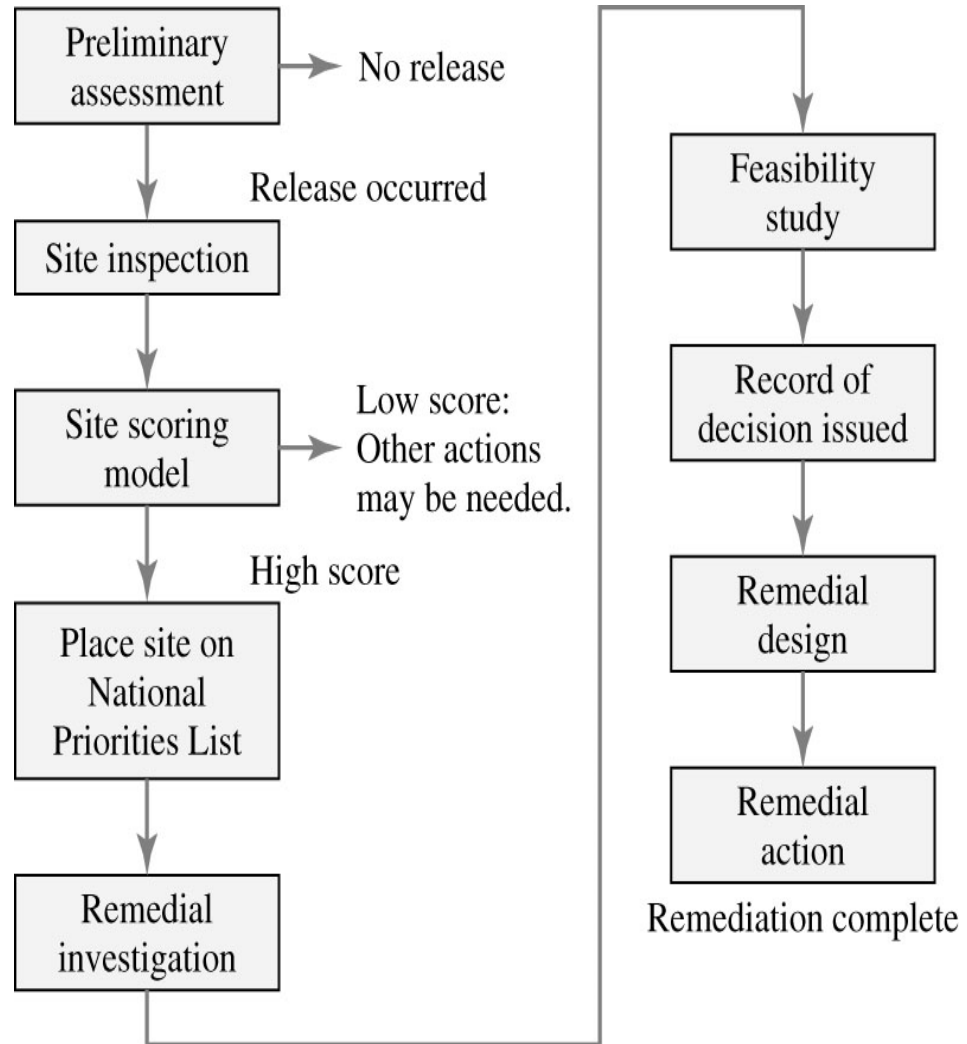 Preliminary
assessment
No release
Release occurred
Site inspection
Site scoring
model
Low score:
Other actions
may be needed.
High score
Place site on
National
Priorities List
Remedial
investigation
Feasibility
study
Record of
decision issued
Remedial
design
Remedial
action
Remediation complete